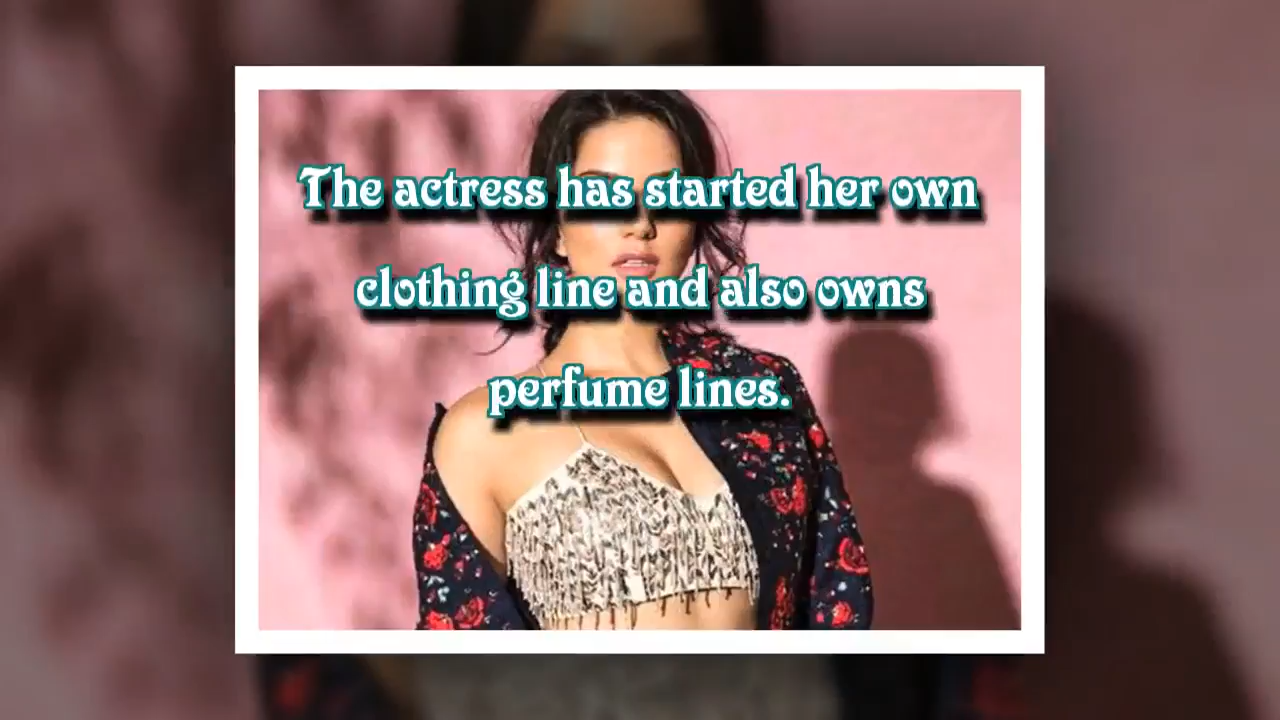 The actress has started her own
clothing line and also owns
perfume lines.